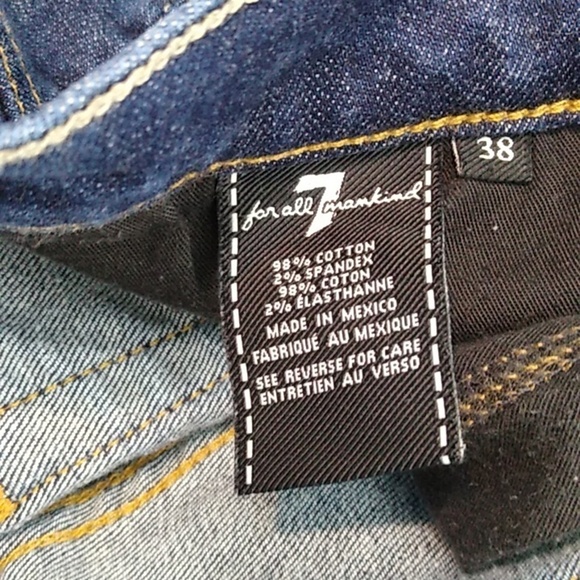 38
for all 7 mankind
98% COTTON
2% SPANDEX
98% COTON
2% ÉLASTHANNE
MADE IN MEXICO
FABRIQUÉ AU MEXIQUE
SEE REVERSE FOR CARE
ENTRETIEN AU VERSO